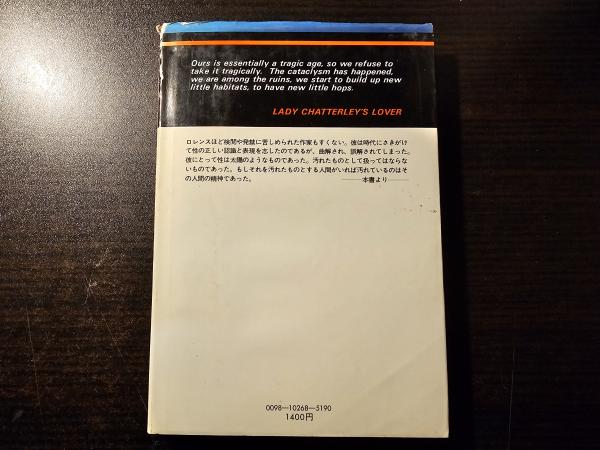 Ours is essentially a tragic age, so we refuse to
take it tragically. The cataclysm has happened,
we are among the ruins, we start to build up new
little habitats, to have new little hops.
LADY CHATTERLEY'S LOVER
ロレンスほど検閲や発禁に苦しめられた作家もすくない。彼は時代にさきがけ
て性の正しい認識と表現を志したのであるが、曲解され、誤解されてしまった。
彼にとって性は太陽のようなものであった。汚れたものとして扱ってはならな
いものであった。もしそれを汚れたものとする人間がいれば汚れているのはそ
の人間の精神であった。 ――本書より――
0098―10268―5190
1400円